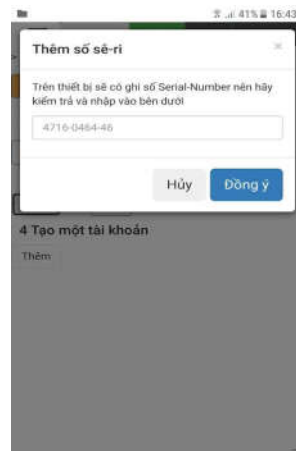 41% 16:43
Thêm số sê-ri ×
Trên thiết bị sẽ có ghi số Serial-Number nên hãy
kiểm trả và nhập vào bên dưới
4716-0464-46
Hủy Đồng ý
4 Tạo một tài khoản
Thêm